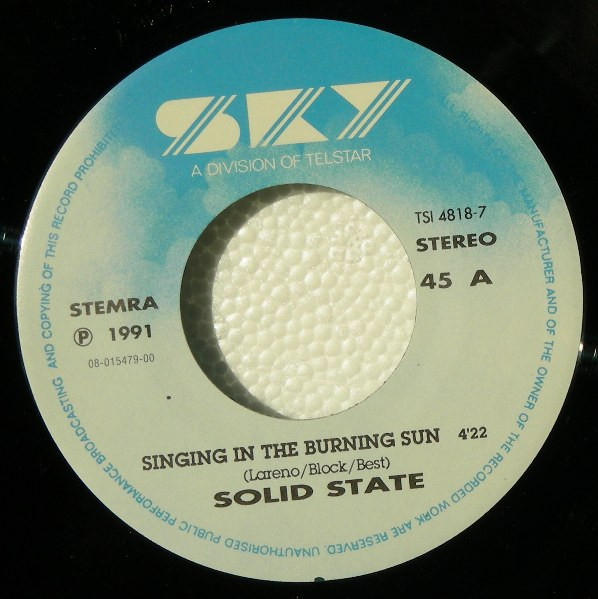 SKY
A DIVISION OF TELSTAR
TSI 4818-7
STEREO
45 A
STEMRA
Ⓟ 1991
08-015479-00
SINGING IN THE BURNING SUN 4'22
(Lareno/Block/Best)
SOLID STATE
MANUFACTURER AND OF THE OWNER OF THE RECORDED WORK ARE RESERVED. UNAUTHORISED PUBLIC PERFORMANCE BROADCASTING AND COPYING OF THIS RECORD PROHIBITED